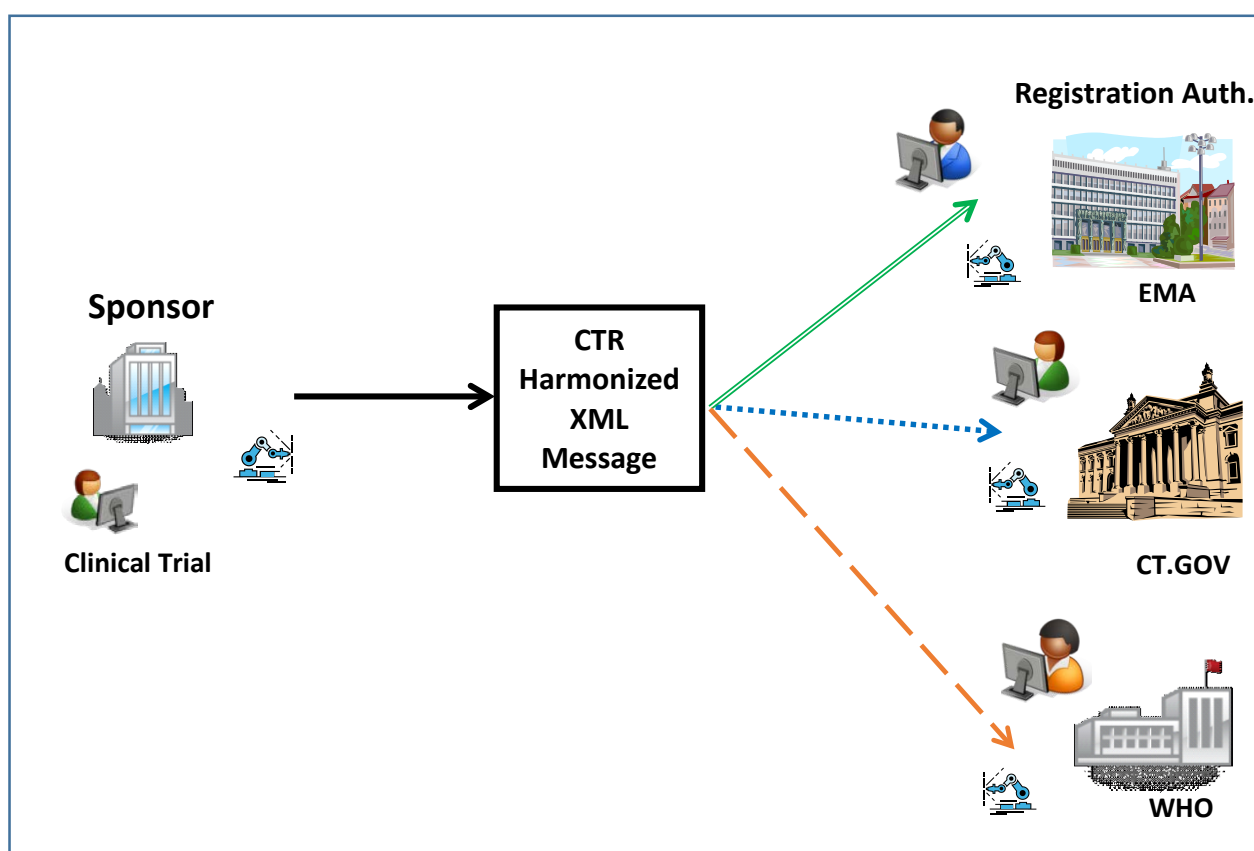 Registration Auth.
EMA
Sponsor
CTR
Harmonized
XML
Message
Clinical Trial
CT.GOV
WHO